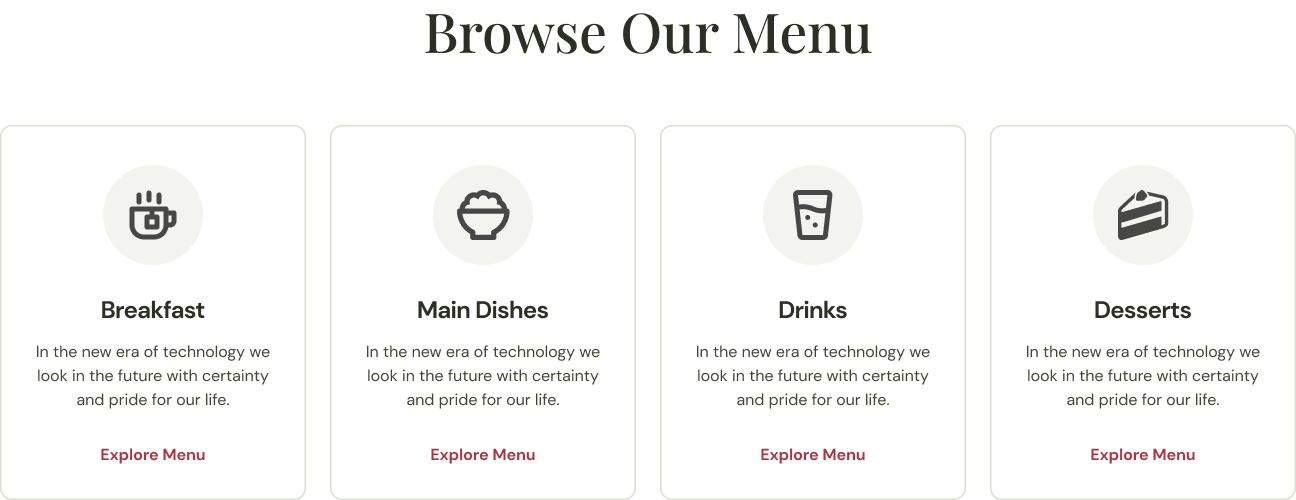 Browse Our Menu
Breakfast
In the new era of technology we
look in the future with certainty
and pride for our life.
Explore Menu
Main Dishes
In the new era of technology we
look in the future with certainty
and pride for our life.
Explore Menu
Drinks
In the new era of technology we
look in the future with certainty
and pride for our life.
Explore Menu
Desserts
In the new era of technology we
look in the future with certainty
and pride for our life.
Explore Menu